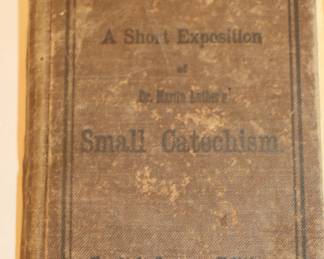 A Short Exposition
of
Dr. Martin Luther's
Small Catechism